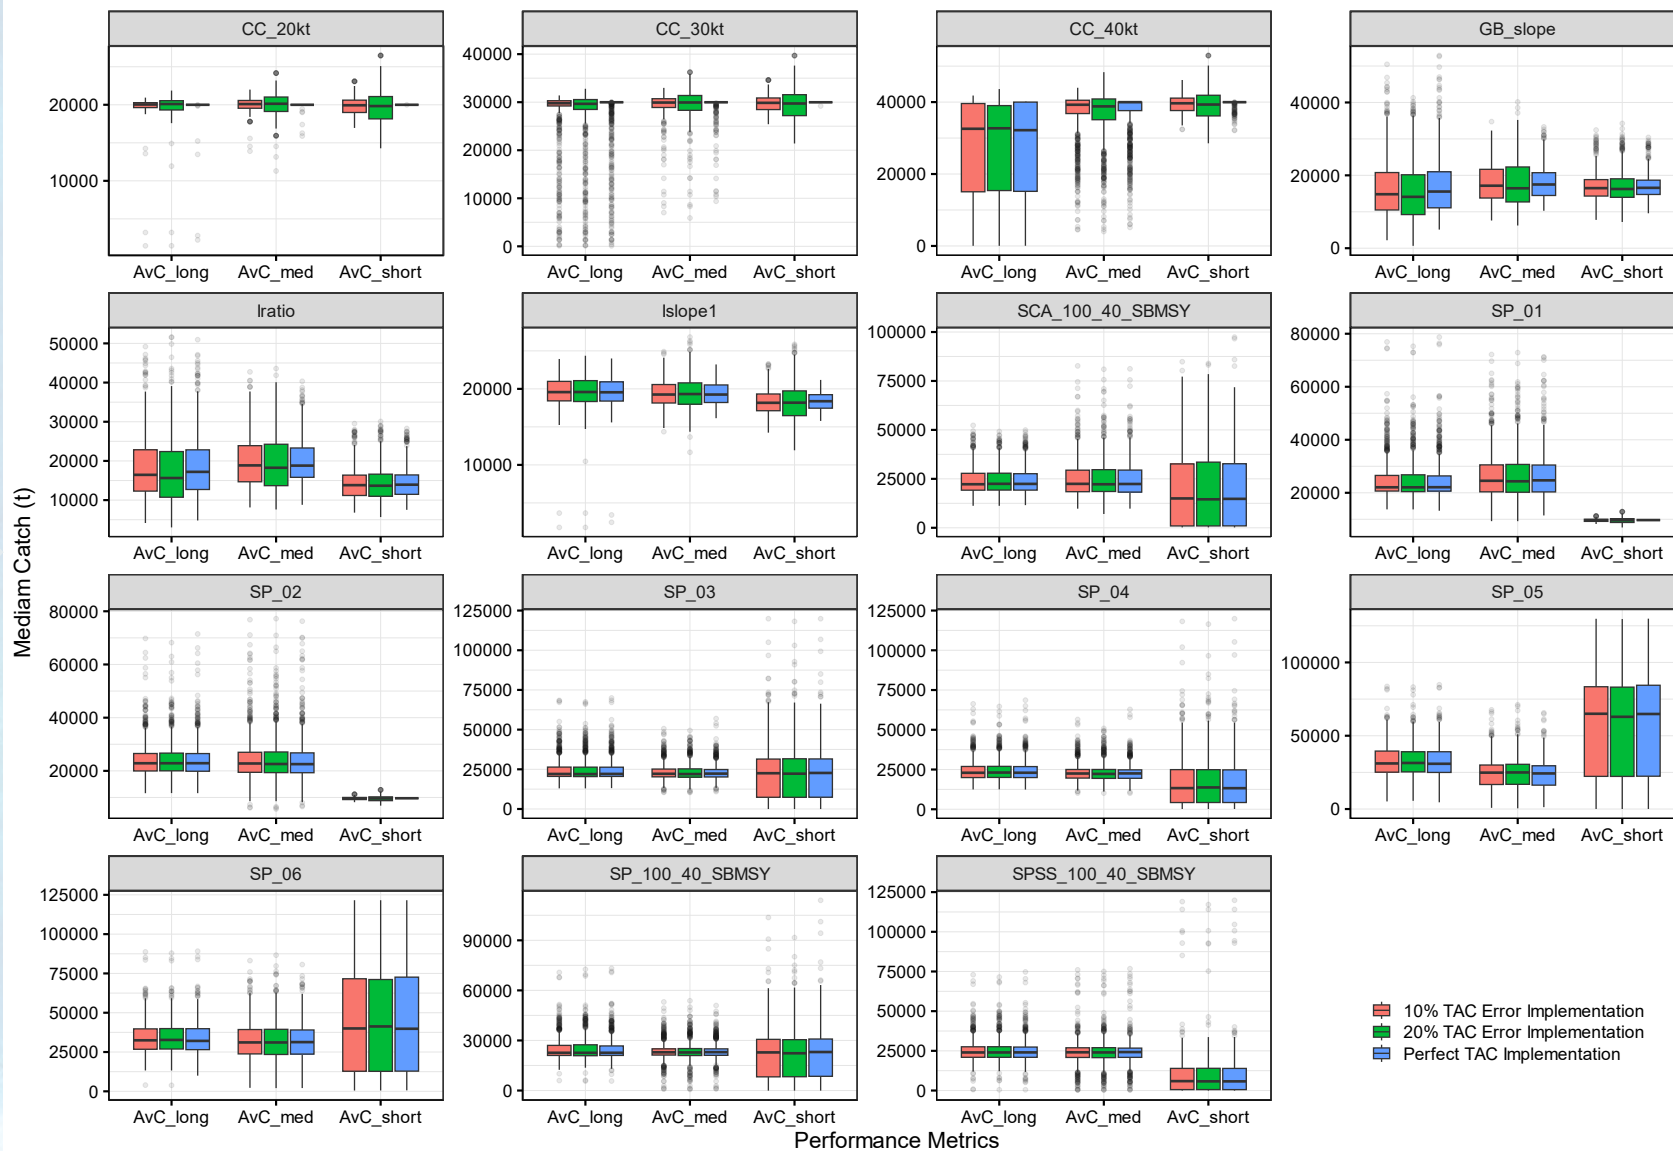 CC_20kt
CC_30kt
CC_40kt
GB_slope
20000
10000
40000
30000
20000
10000
0
40000
20000
0
40000
20000
0
AvC_long AvC_med AvC_short
AvC_long AvC_med AvC_short
AvC_long AvC_med AvC_short
AvC_long AvC_med AvC_short
Iratio
Islope1
SCA_100_40_SBMSY
SP_01
50000
40000
30000
20000
10000
20000
10000
100000
75000
50000
25000
0
80000
60000
40000
20000
AvC_long AvC_med AvC_short
AvC_long AvC_med AvC_short
AvC_long AvC_med AvC_short
AvC_long AvC_med AvC_short
Mediam Catch (t)
SP_02
SP_03
SP_04
SP_05
80000
60000
40000
20000
125000
100000
75000
50000
25000
0
125000
100000
75000
50000
25000
0
100000
50000
0
AvC_long AvC_med AvC_short
AvC_long AvC_med AvC_short
AvC_long AvC_med AvC_short
AvC_long AvC_med AvC_short
SP_06
SP_100_40_SBMSY
SPSS_100_40_SBMSY
125000
100000
75000
50000
25000
0
90000
60000
30000
0
125000
100000
75000
50000
25000
0
AvC_long AvC_med AvC_short
AvC_long AvC_med AvC_short
AvC_long AvC_med AvC_short
10% TAC Error Implementation
20% TAC Error Implementation
Perfect TAC Implementation
Performance Metrics